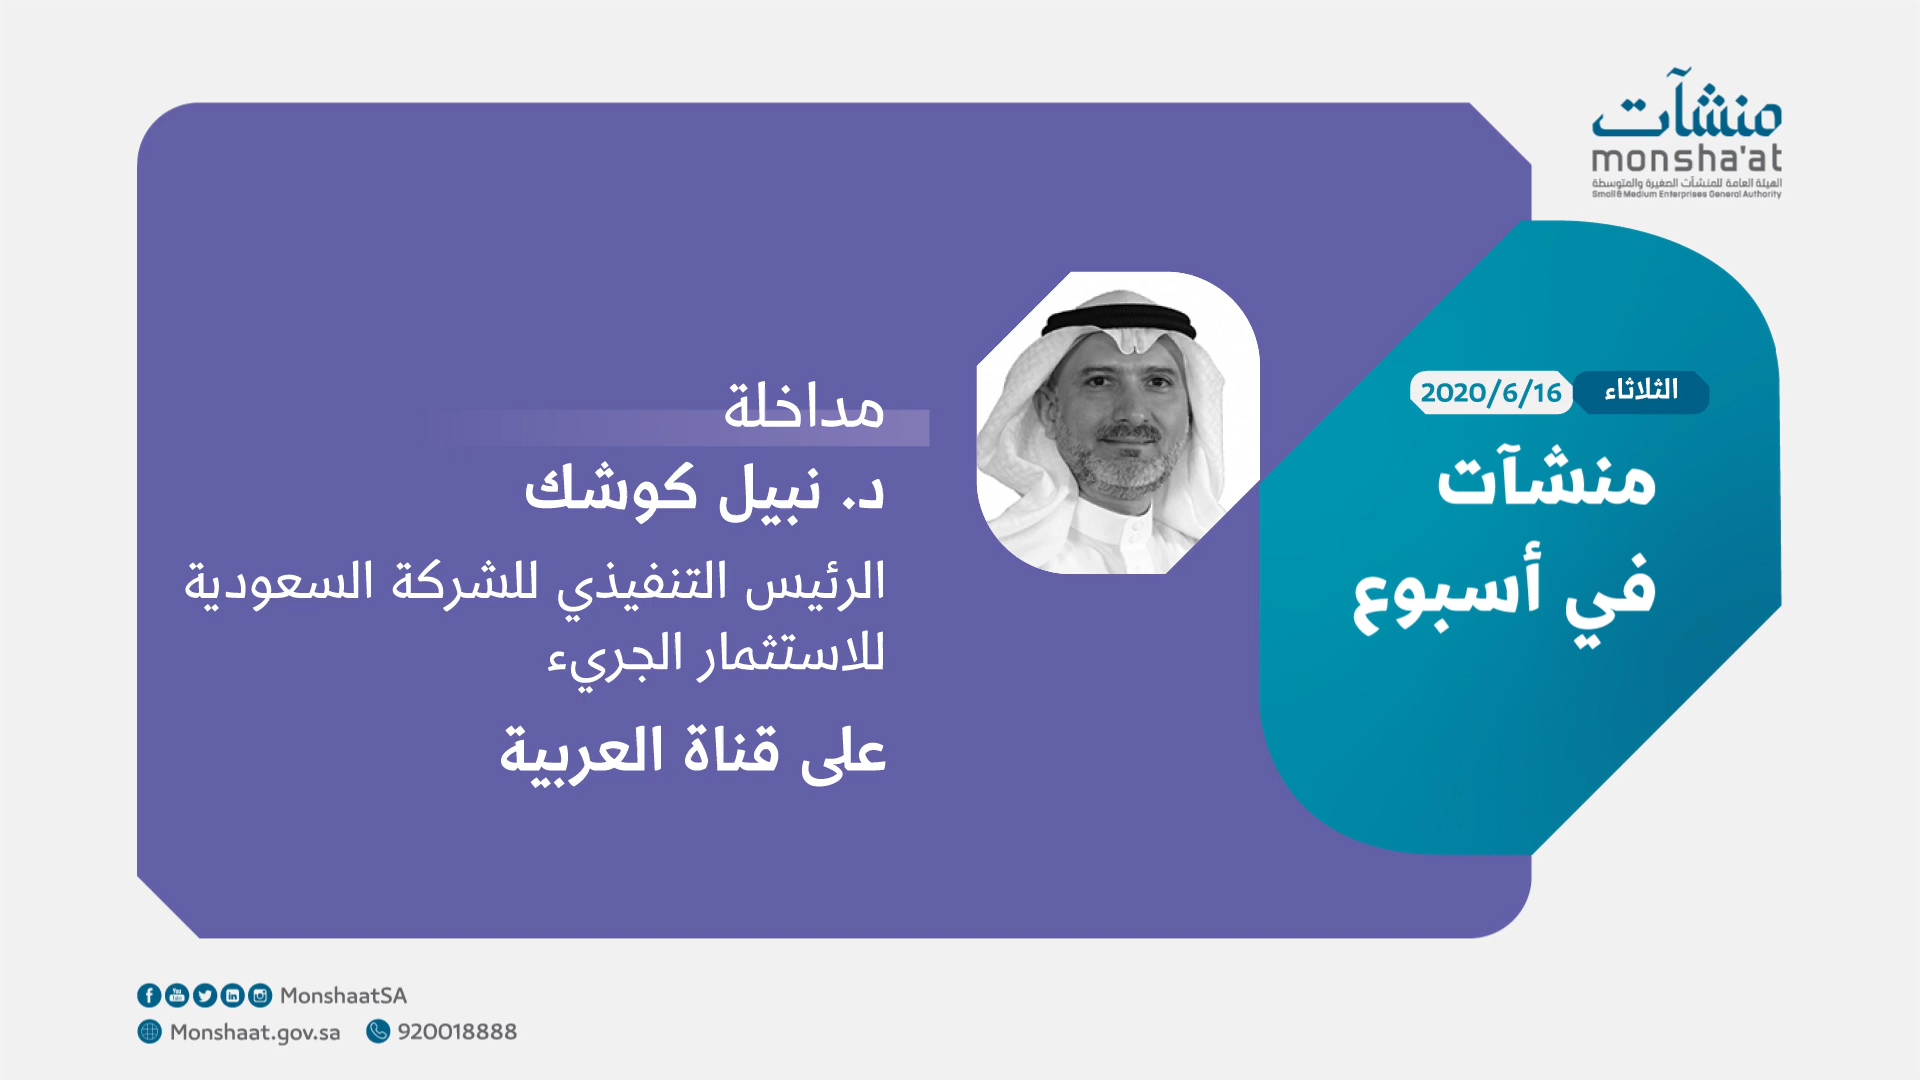 منشآت
monsha'at
الهيئة العامة للمنشآت الصغيرة والمتوسطة
Small & Medium Enterprises General Authority
الثلاثاء 2020/6/16
منشآت
في أسبوع
مداخلة
د. نبيل كوشك
الرئيس التنفيذي للشركة السعودية
للاستثمار الجريء
على قناة العربية
MonshaatSA
Monshaat.gov.sa 920018888